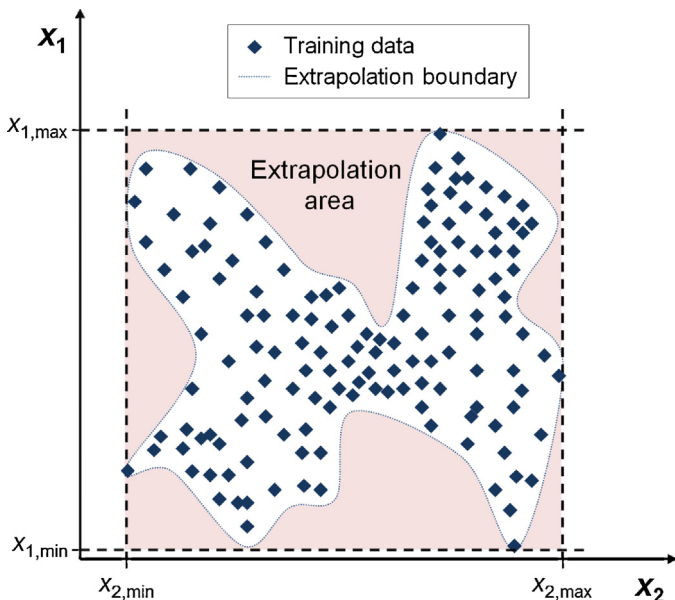 X1
Training data
Extrapolation boundary
x1,max
Extrapolation
area
x1,min
x2,min
x2,max
X2